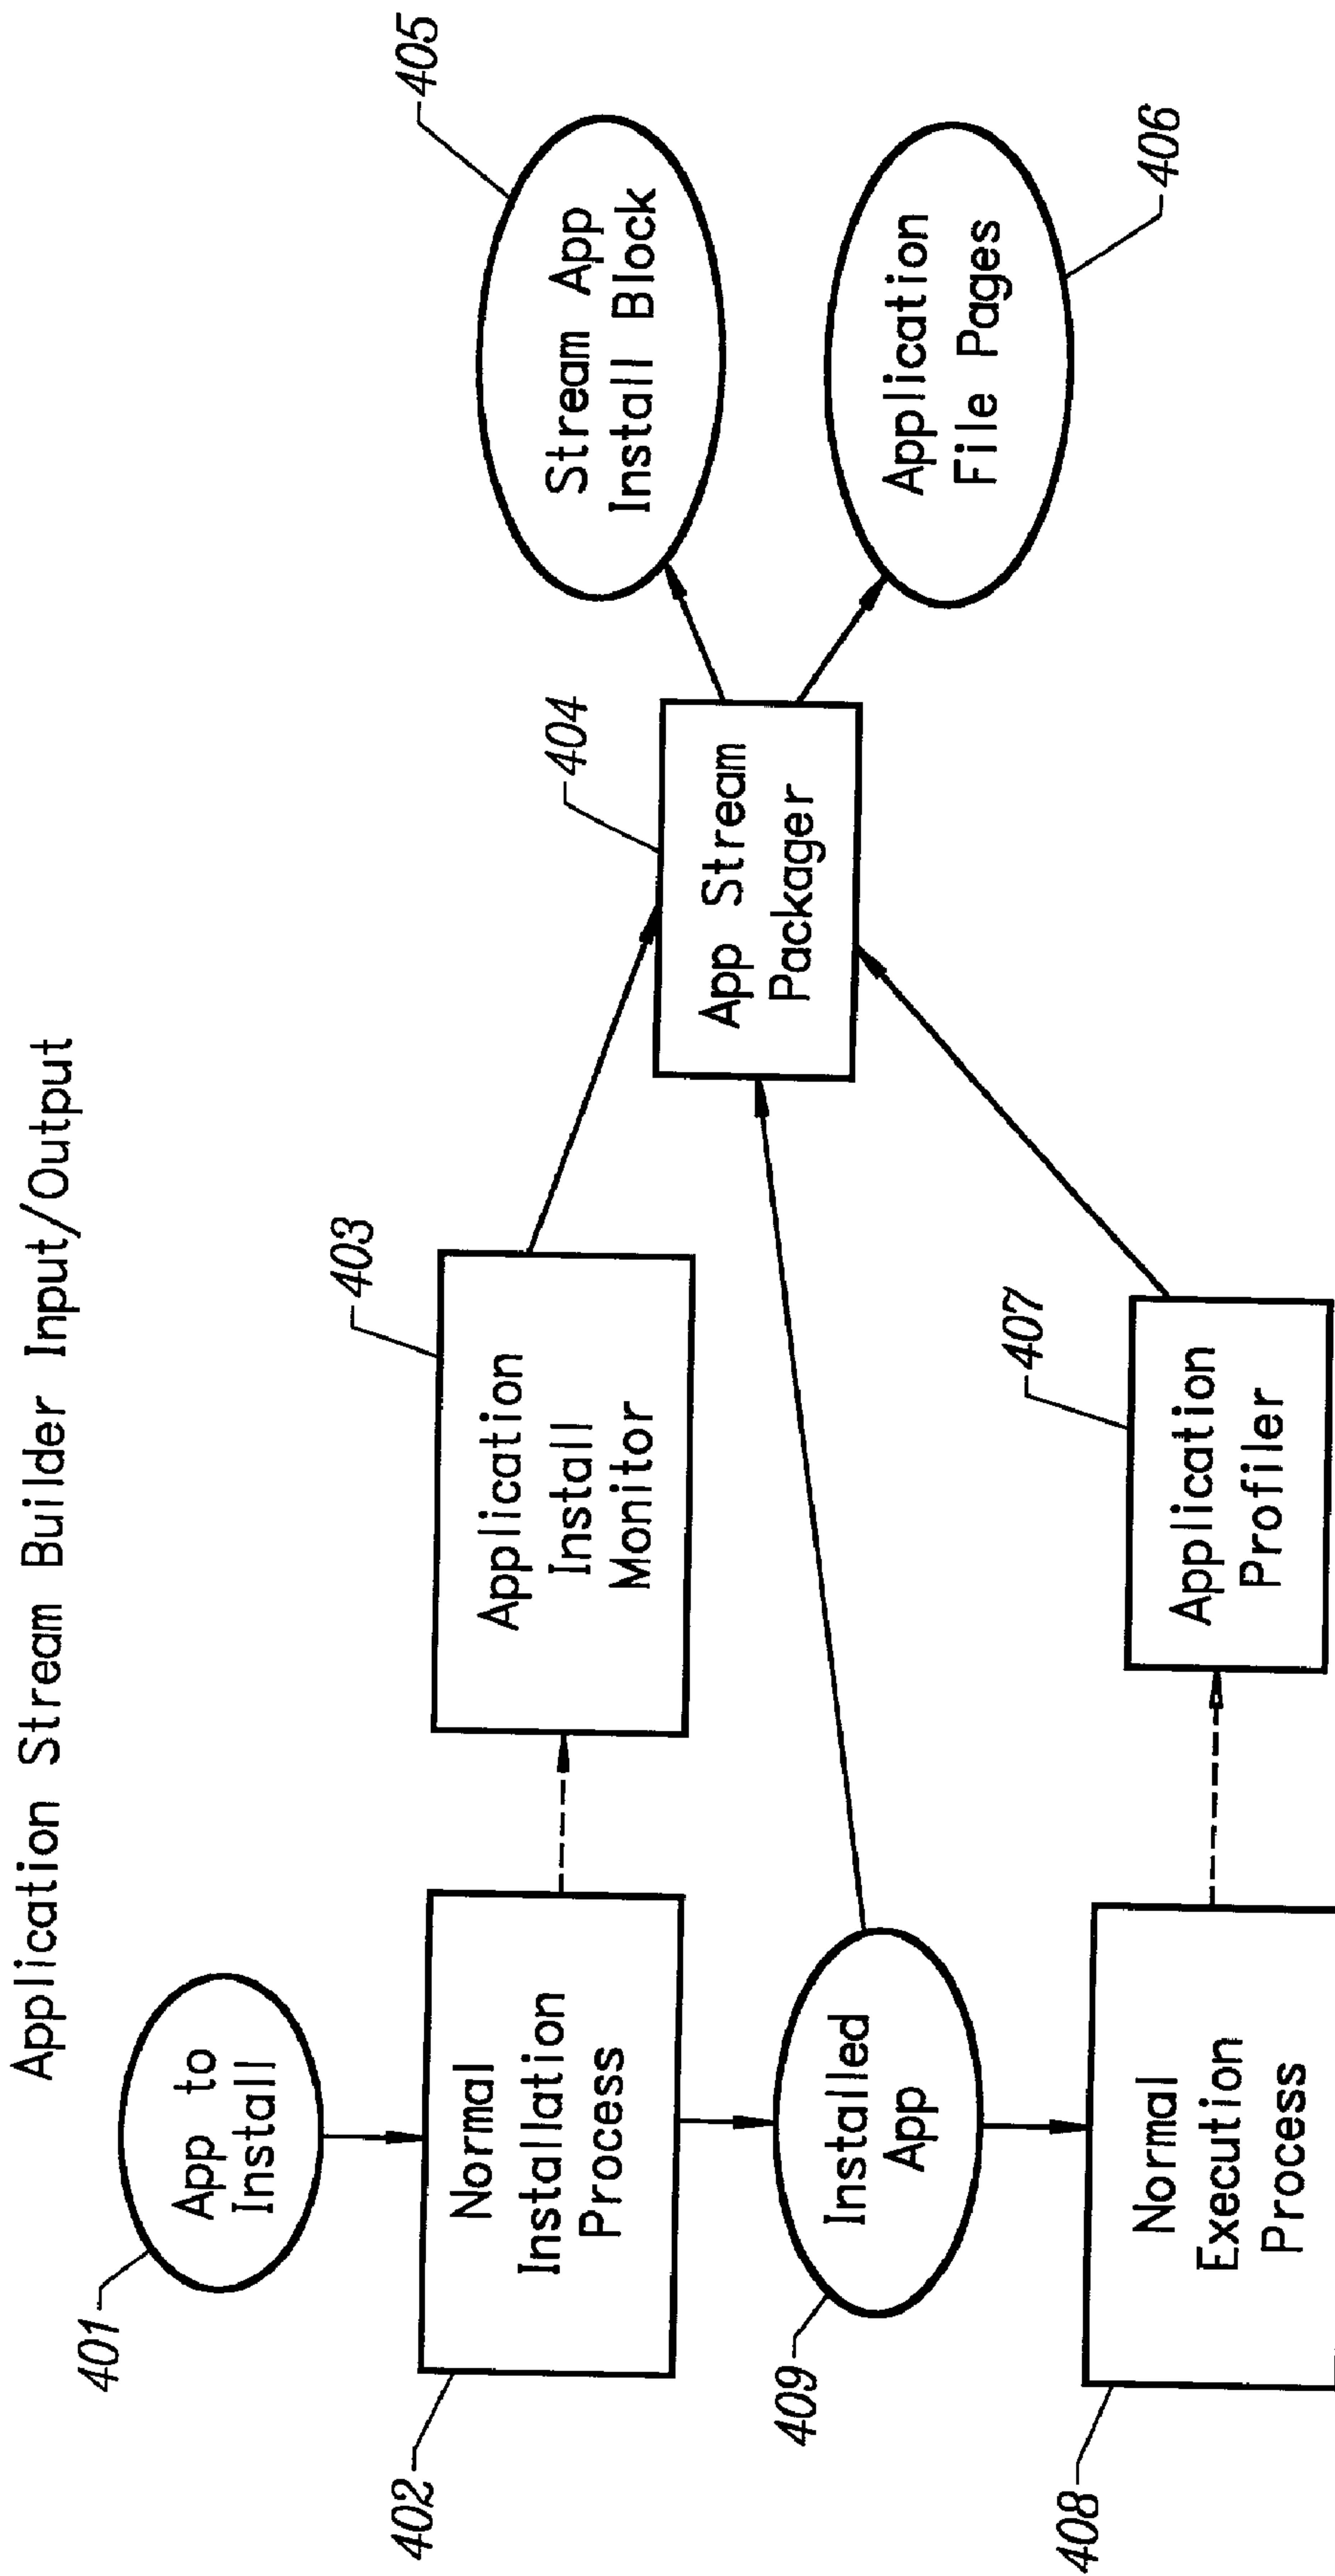 Application Stream Builder Input/Output
401
App to
Install
402
Normal
Installation
Process
403
Application
Install
Monitor
404
App Stream
Packager
405
Stream App
Install Block
406
Application
File Pages
409
Installed
App
407
Application
Profiler
408
Normal
Execution
Process